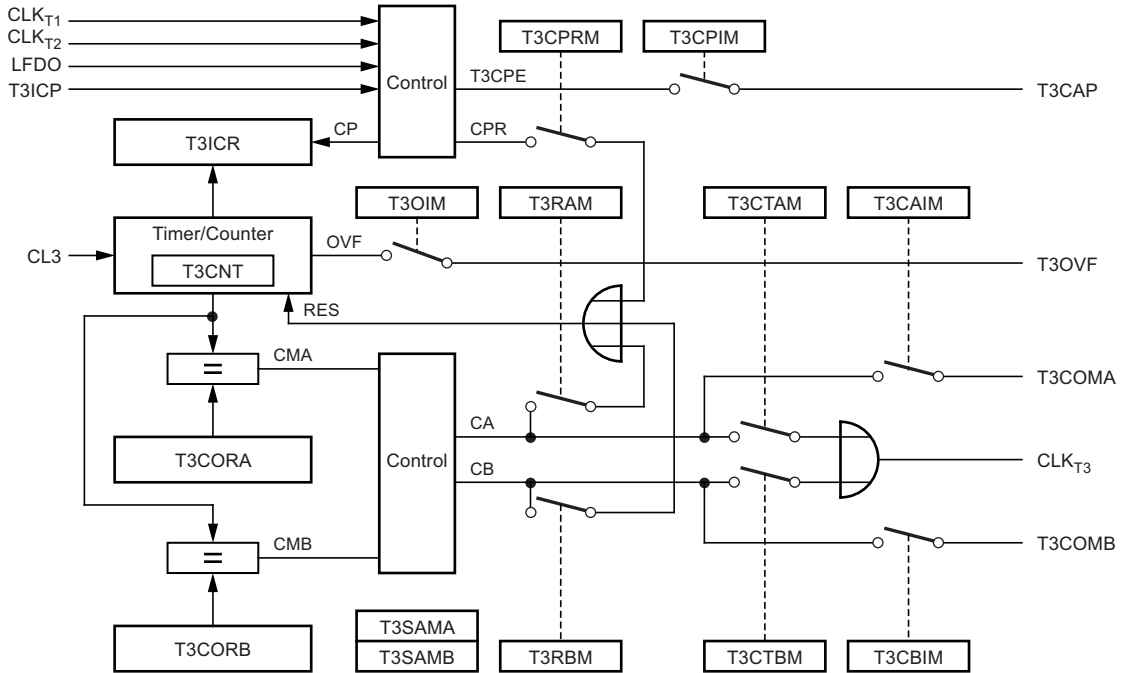 CLKT1
CLKT2
LFDO
T3ICP
Control
T3CPRM
T3CPIM
T3CPE
T3CAP
T3ICR
CP
CPR
T3OIM
T3RAM
T3CTAM
T3CAIM
Timer/Counter
CL3
T3CNT
OVF
T3OVF
RES
=
CMA
T3COMA
T3CORA
Control
CA
CB
CLKT3
=
CMB
T3COMB
T3CORB
T3SAMA
T3SAMB
T3RBM
T3CTBM
T3CBIM